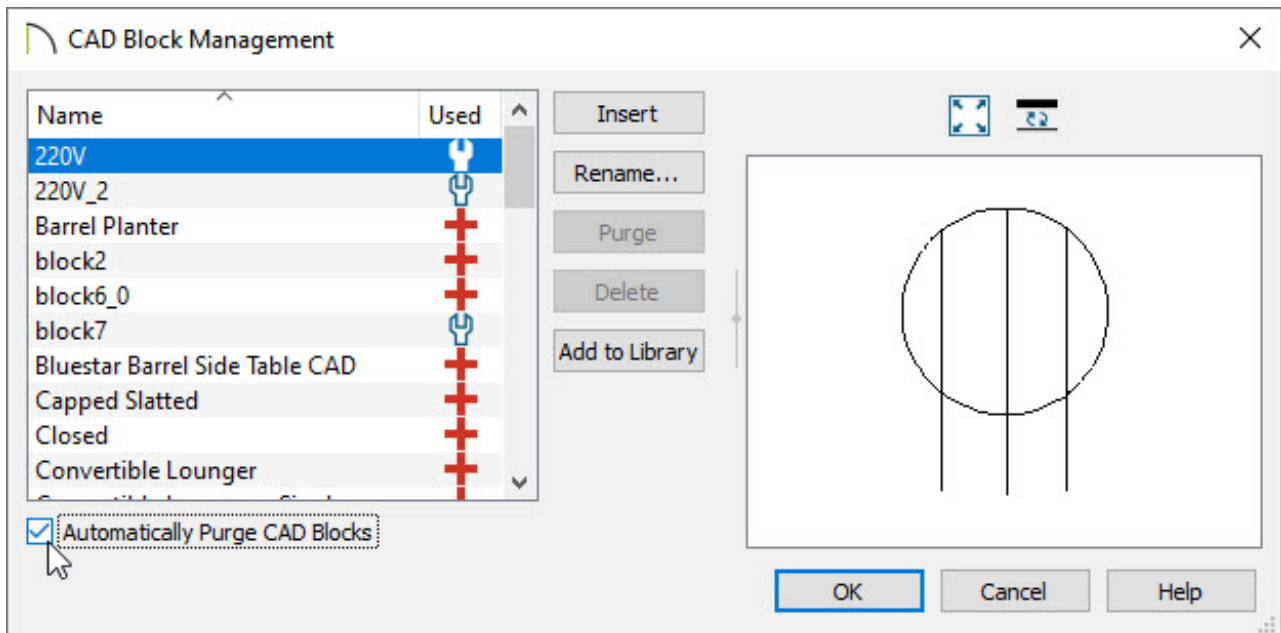 CAD Block Management
Name Used
220V
220V_2
Barrel Planter
block2
block6_0
block7
Bluestar Barrel Side Table CAD
Capped Slatted
Closed
Convertible Lounger
Automatically Purge CAD Blocks
Insert
Rename...
Purge
Delete
Add to Library
OK Cancel Help